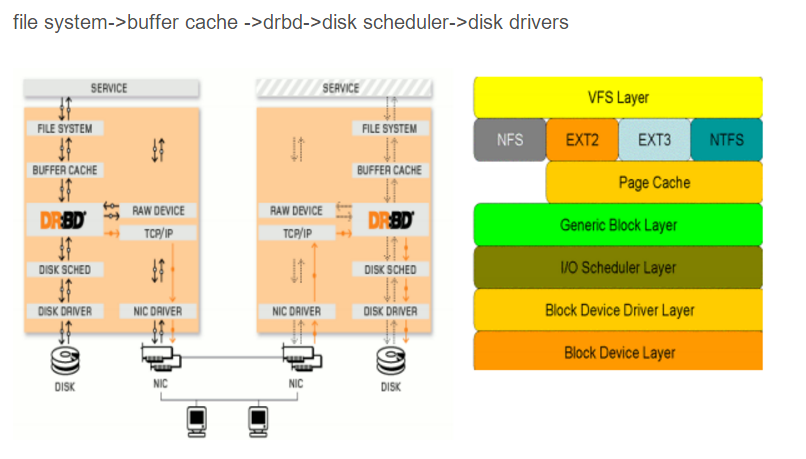 file system->buffer cache ->drbd->disk scheduler->disk drivers
SERVICE
FILE SYSTEM
BUFFER CACHE
DRBD
RAW DEVICE
TCP/IP
DISK SCHED
DISK DRIVER
NIC DRIVER
DISK
NIC
SERVICE
FILE SYSTEM
BUFFER CACHE
RAW DEVICE
DRBD
TCP/IP
DISK SCHED
NIC DRIVER
DISK DRIVER
NIC
DISK
VFS Layer
NFS
EXT2
EXT3
NTFS
Page Cache
Generic Block Layer
I/O Scheduler Layer
Block Device Driver Layer
Block Device Layer